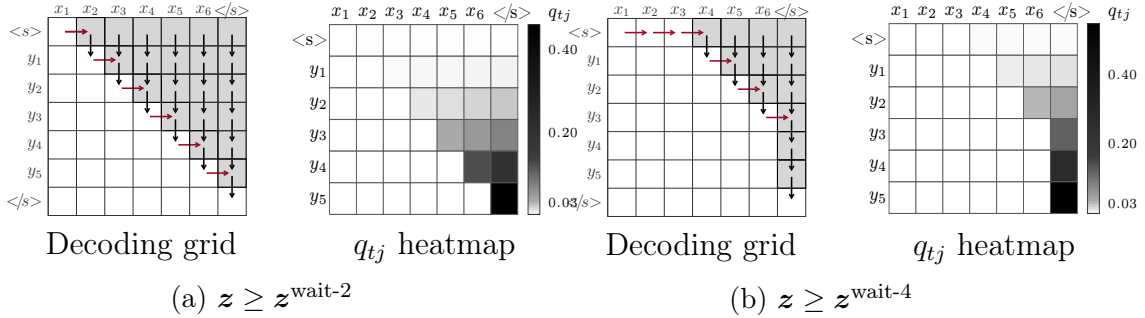 x1 x2 x3 x4 x5 x6 </s>
<s>
y1
y2
y3
y4
y5
</s>
Decoding grid
x1 x2 x3 x4 x5 x6 </s> qtj
<s>
y1
y2
y3
y4
y5
0.40
0.20
0.03
qtj heatmap
(a) z ≥ z^wait-2
x1 x2 x3 x4 x5 x6 </s>
<s>
y1
y2
y3
y4
y5
</s>
Decoding grid
x1 x2 x3 x4 x5 x6 </s> qtj
<s>
y1
y2
y3
y4
y5
0.40
0.20
0.03
qtj heatmap
(b) z ≥ z^wait-4